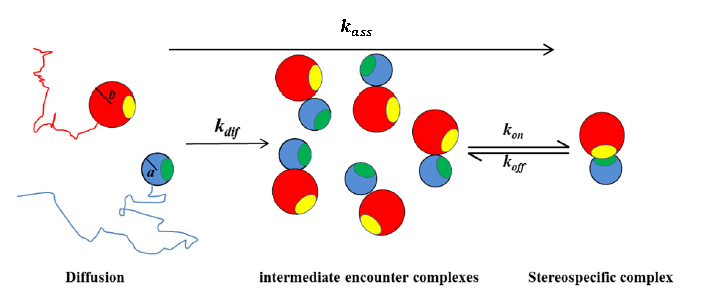 k_ass
b
k_dif
k_on
k_off
a
Diffusion
intermediate encounter complexes
Stereospecific complex